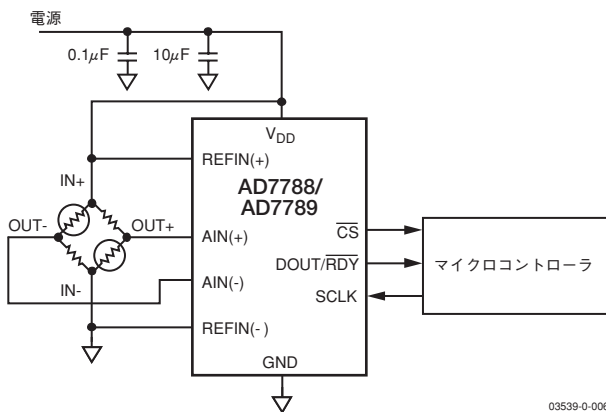 電源
0.1μF
10μF
VDD
REFIN(+)
IN+
AD7788/
AD7789
OUT-
OUT+
AIN(+)
CS
DOUT/RDY
マイクロコントローラ
AIN(-)
SCLK
IN-
REFIN(-)
GND
03539-0-006